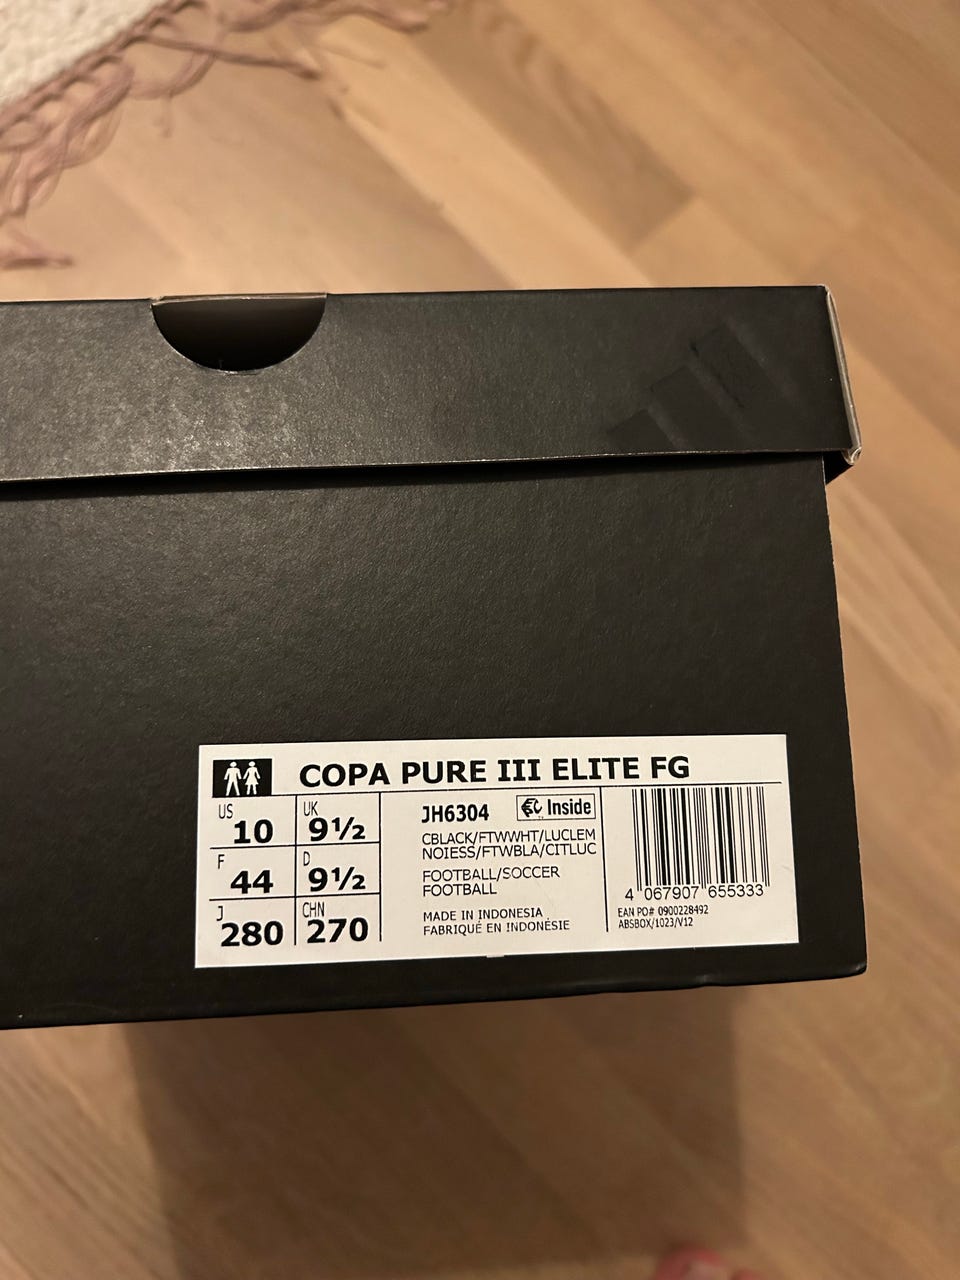 COPA PURE III ELITE FG
US 10
UK 9½
F 44
D 9½
J 280
CHN 270
JH6304
Inside
CBLACK/FTWWHT/LUCLEM
NOIESS/FTWBLA/CITLUC
FOOTBALL/SOCCER
FOOTBALL
MADE IN INDONESIA
FABRIQUÉ EN INDONÉSIE
4 067907 655333
EAN PO# 0900228492
ABSBOX/1023/V12